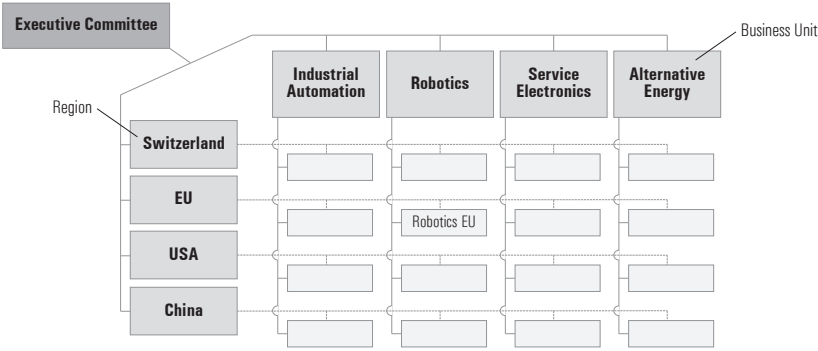 Executive Committee
Business Unit
Industrial
Automation
Robotics
Service
Electronics
Alternative
Energy
Region
Switzerland
EU
Robotics EU
USA
China